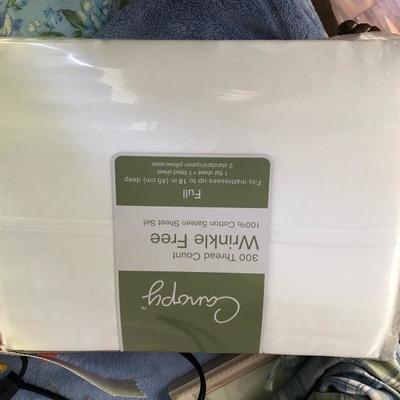 Canopy™
300 Thread Count
Wrinkle Free
100% Cotton Sateen Sheet Set
Full
Fits mattresses up to 18 in (45 cm) deep
1 flat sheet • 1 fitted sheet
2 standard/queen pillowcases